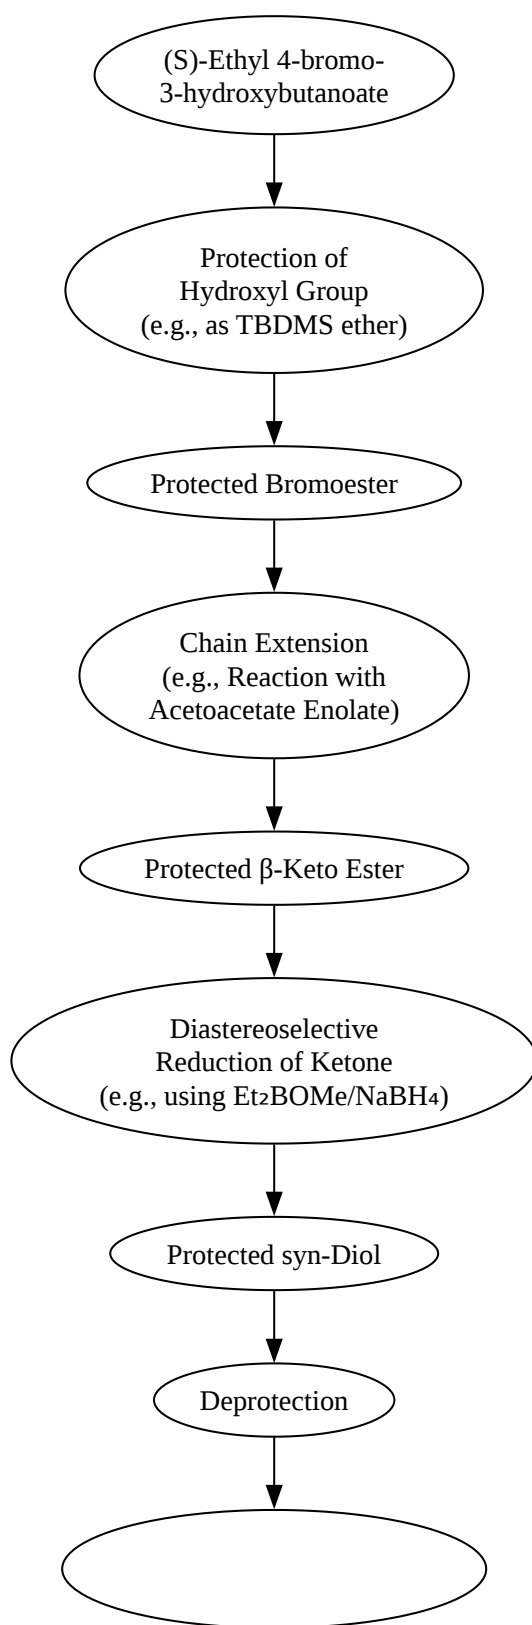 (S)-Ethyl 4-bromo-
3-hydroxybutanoate
Protection of
Hydroxyl Group
(e.g., as TBDMS ether)
Protected Bromoester
Chain Extension
(e.g., Reaction with
Acetoacetate Enolate)
Protected β-Keto Ester
Diastereoselective
Reduction of Ketone
(e.g., using Et₂BOMe/NaBH₄)
Protected syn-Diol
Deprotection